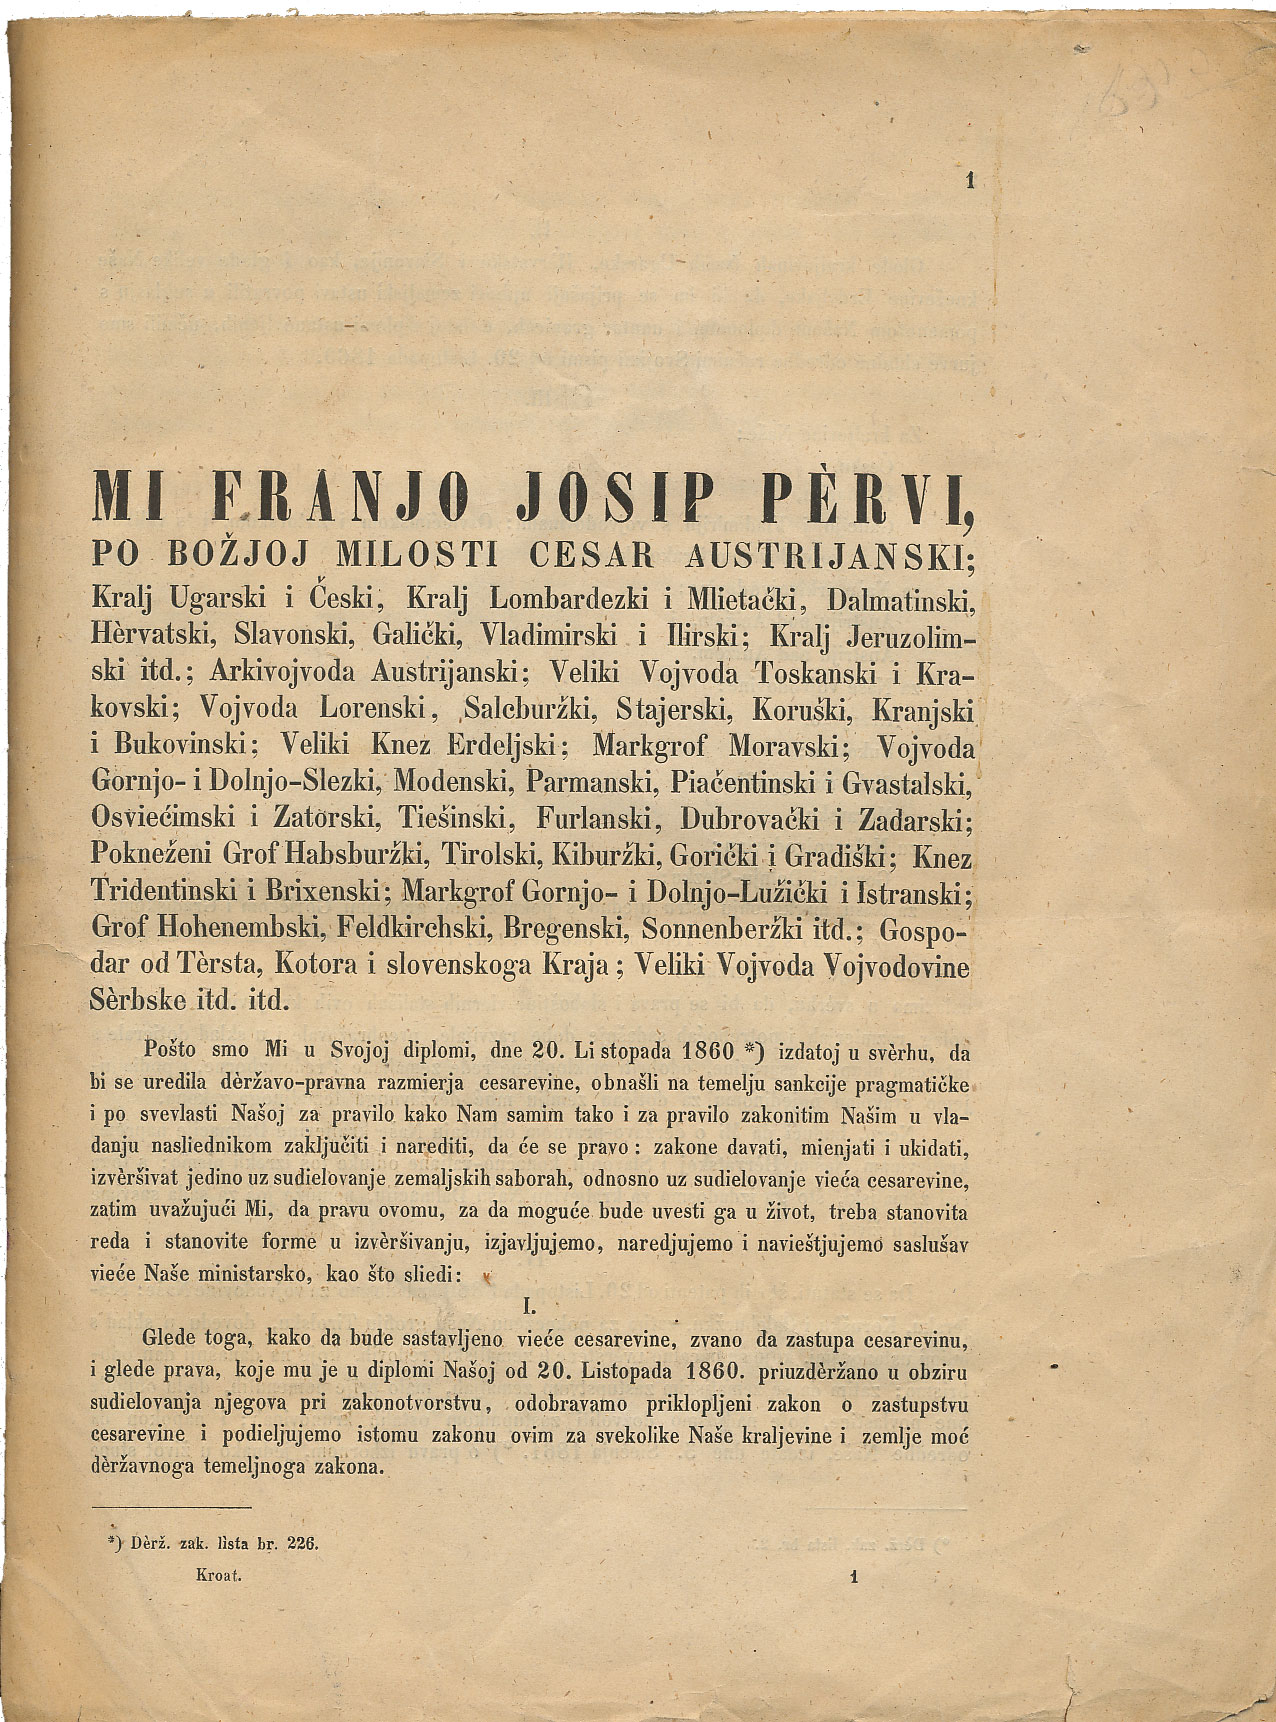 1
MI FRANJO JOSIP PÈRVI,
PO BOŽJOJ MILOSTI CESAR AUSTRIJANSKI;
Kralj Ugarski i Česki, Kralj Lombardezki i Mlietački, Dalmatinski,
Hèrvatski, Slavonski, Galički, Vladimirski i Ilirski; Kralj Jeruzolim-
ski itd.; Arkivojvoda Austrijanski; Veliki Vojvoda Toskanski i Kra-
kovski; Vojvoda Lorenski, Salcburžki, Stajerski, Koruški, Kranjski
i Bukovinski; Veliki Knez Erdeljski; Markgrof Moravski; Vojvoda
Gornjo- i Dolnjo-Slezki, Modenski, Parmanski, Piačentinski i Gvastalski,
Osviećimski i Zatorski, Tiešinski, Furlanski, Dubrovački i Zadarski;
Pokneženi Grof Habsburžki, Tirolski, Kiburžki, Gorički i Gradiški; Knez
Tridentinski i Brixenski; Markgrof Gornjo- i Dolnjo-Lužički i Istranski;
Grof Hohenembski, Feldkirchski, Bregenski, Sonnenberžki itd.; Gospo-
dar od Tèrsta, Kotora i slovenskoga Kraja; Veliki Vojvoda Vojvodovine
Sèrbske itd. itd.
Pošto smo Mi u Svojoj diplomi, dne 20. Listopada 1860 *) izdatoj u svèrhu, da
bi se uredila dèržavo-pravna razmierja cesarevine, obnašli na temelju sankcije pragmatičke
i po svevlasti Našoj za pravilo kako Nam samim tako i za pravilo zakonitim Našim u vla-
danju nasliednikom zaključiti i narediti, da će se pravo: zakone davati, mienjati i ukidati,
izvèršivat jedino uz sudielovanje zemaljskih saborah, odnosno uz sudielovanje vieća cesarevine,
zatim uvažujući Mi, da pravu ovomu, za da moguće bude uvesti ga u život, treba stanovita
reda i stanovite forme u izvèršivanju, izjavljujemo, naredjujemo i navieštjujemo saslušav
vieće Naše ministarsko, kao što sliedi:
I.
Glede toga, kako da bude sastavljeno vieće cesarevine, zvano da zastupa cesarevinu,
i glede prava, koje mu je u diplomi Našoj od 20. Listopada 1860. priuzdèržano u obziru
sudielovanja njegova pri zakonotvorstvu, odobravamo priklopljeni zakon o zastupstvu
cesarevine i podieljujemo istomu zakonu ovim za svekolike Naše kraljevine i zemlje moć
dèržavnoga temeljnoga zakona.
*) Dèrž. zak. lista br. 226.
Kroat. 1